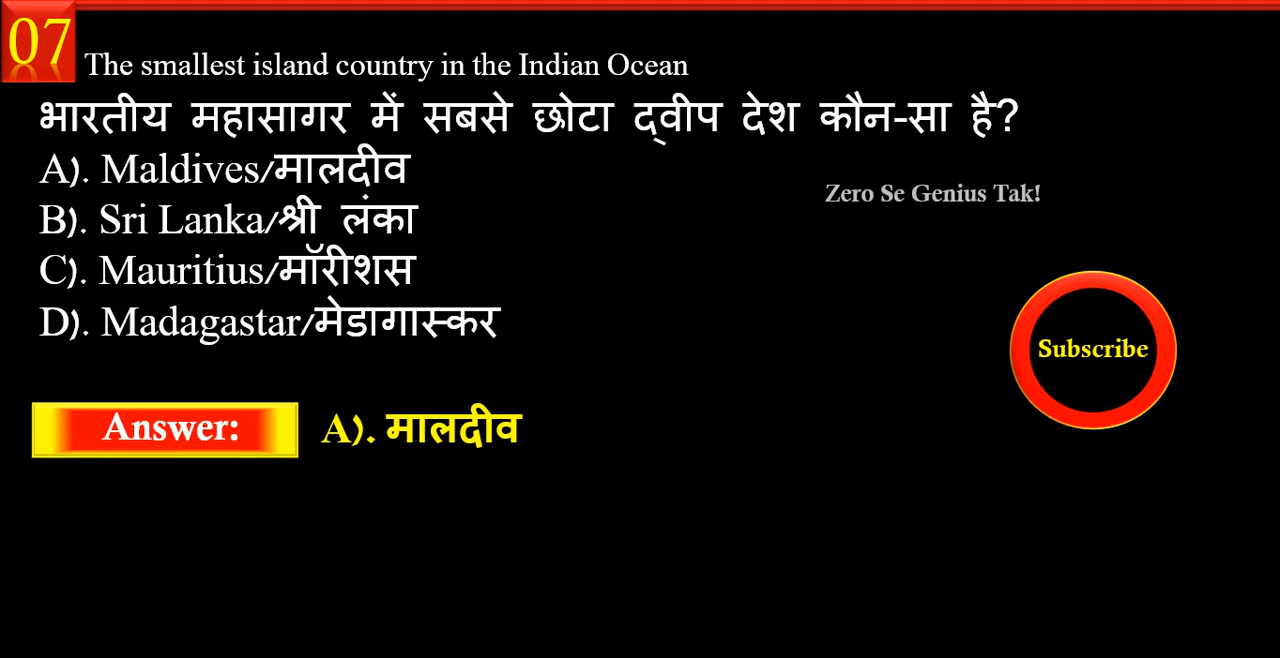 07
The smallest island country in the Indian Ocean
भारतीय महासागर में सबसे छोटा द्‌वीप देश कौन-सा है?
A). Maldives/मालदीव
Zero Se Genius Tak!
B). Sri Lanka/श्री लंका
C). Mauritius/मॉरीशस
D). Madagastar/मेडागास्कर
Subscribe
Answer: A). मालदीव